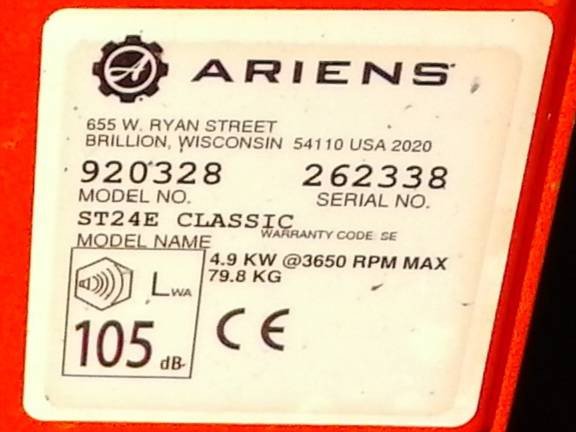 A ARIENS
655 W. RYAN STREET
BRILLION, WISCONSIN 54110 USA 2020
920328 262338
MODEL NO. SERIAL NO.
ST24E CLASSIC
MODEL NAME WARRANTY CODE: SE
4.9 KW @3650 RPM MAX
79.8 KG
LWA
105 dB
CE